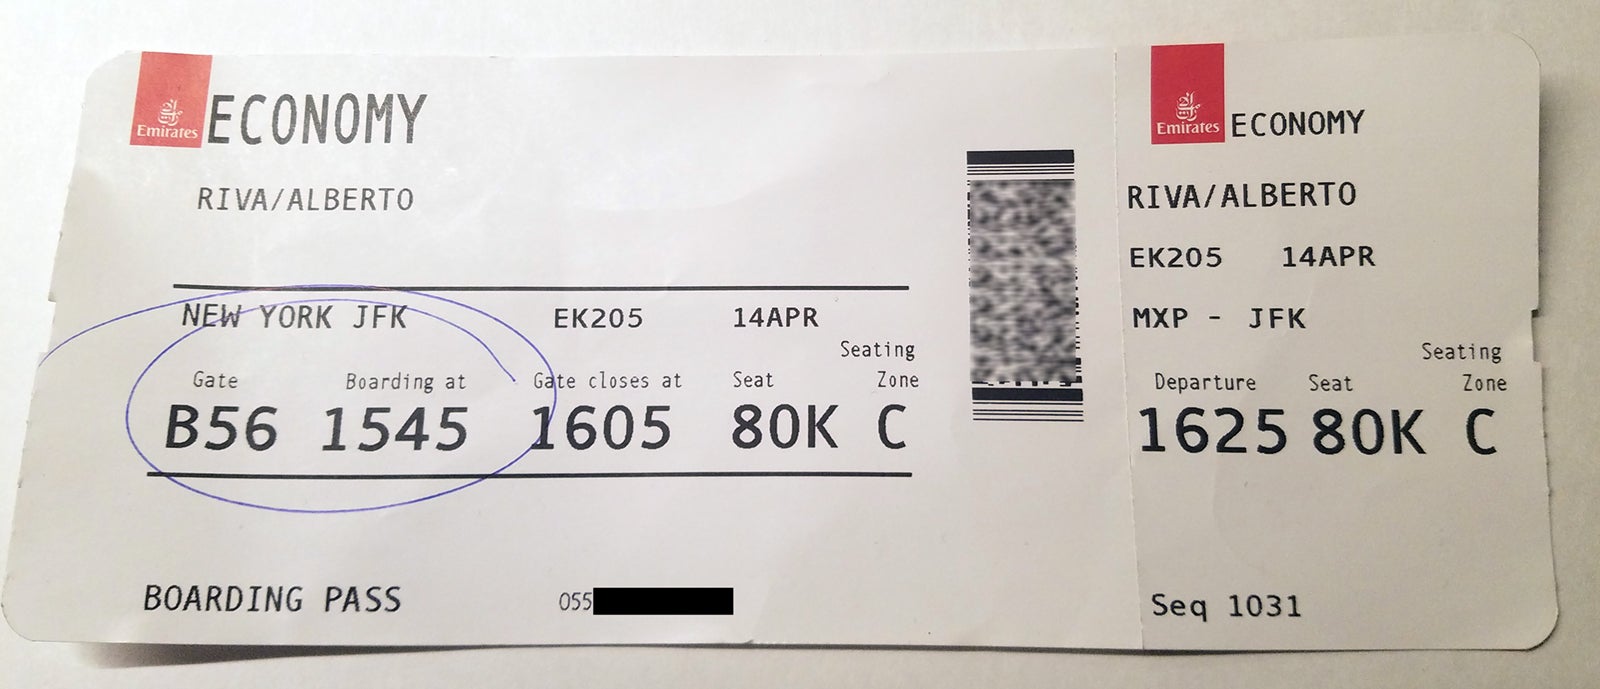 Emirates ECONOMY
RIVA/ALBERTO
NEW YORK JFK EK205 14APR
Gate Boarding at Gate closes at Seat Seating Zone
B56 1545 1605 80K C
BOARDING PASS 055
Emirates ECONOMY
RIVA/ALBERTO
EK205 14APR
MXP - JFK
Departure Seat Seating Zone
1625 80K C
Seq 1031